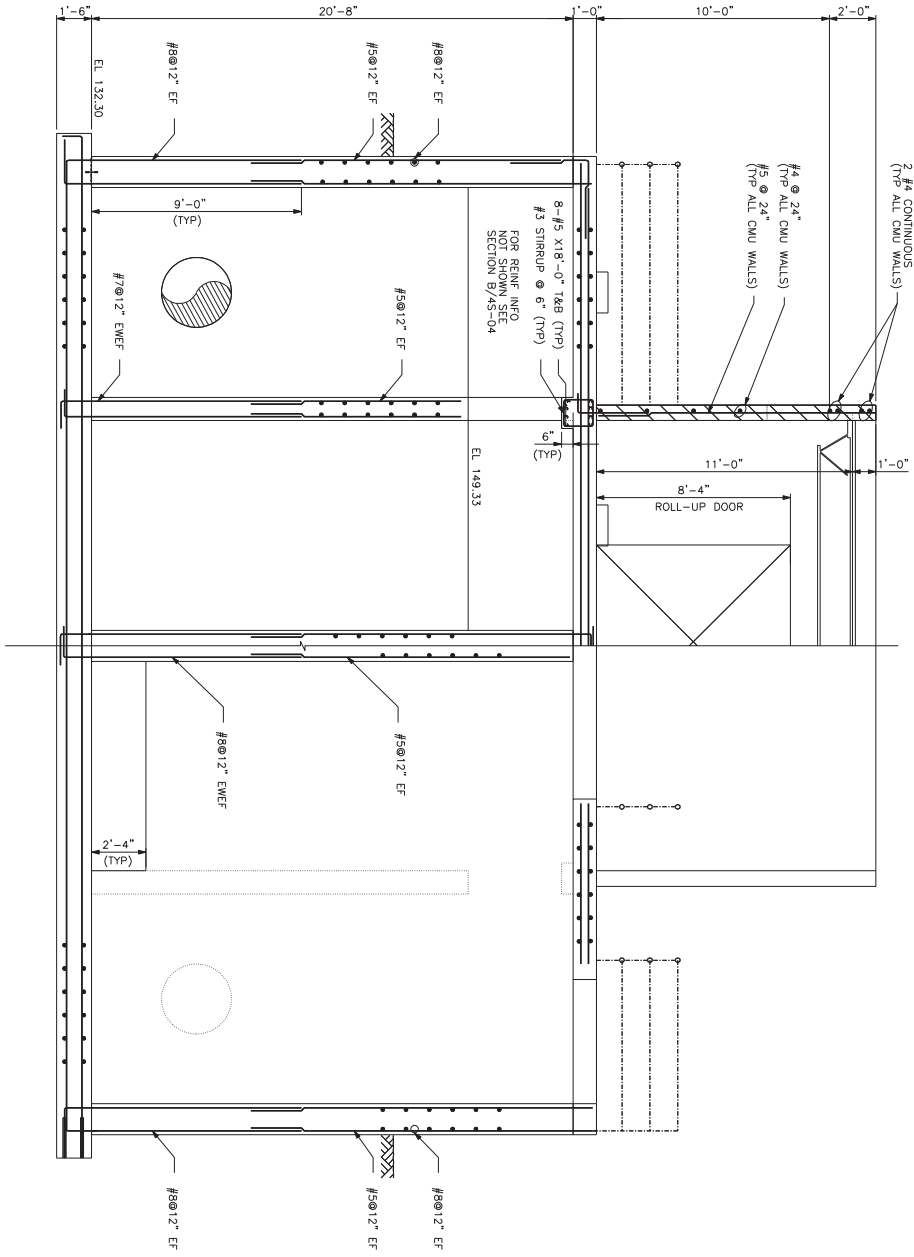 1'-6"
20'-8"
1'-0"
10'-0"
2'-0"
EL 132.30
#8@12" EF
#5@12" EF
#8@12" EF
2 #4 CONTINUOUS
(TYP ALL CMU WALLS)
#4 @ 24"
(TYP ALL CMU WALLS)
#5 @ 24"
(TYP ALL CMU WALLS)
9'-0"
(TYP)
8-#5 X18'-0" T&B (TYP)
#3 STIRRUP @ 6" (TYP)
FOR REINF INFO
NOT SHOWN SEE
SECTION B/4S-04
#7@12" EWEF
#5@12" EF
6"
(TYP)
EL 149.33
11'-0"
1'-0"
8'-4"
ROLL-UP DOOR
#8@12" EWEF
#5@12" EF
2'-4"
(TYP)
#8@12" EF
#5@12" EF
#8@12" EF